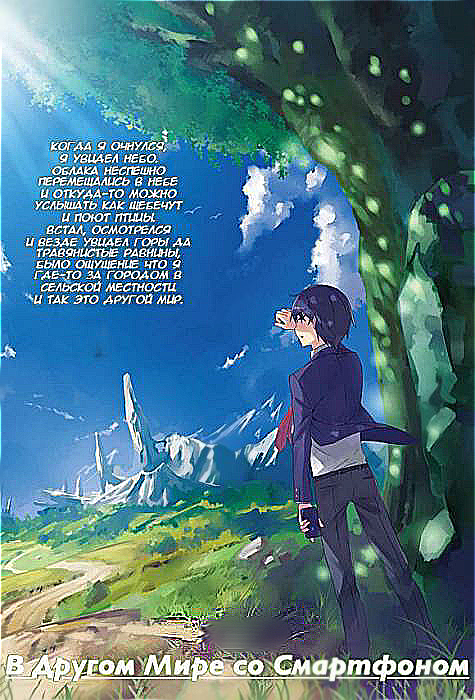 КОГДА Я ОЧНУЛСЯ,
Я УВИДЕЛ НЕБО.
ОБЛАКА НЕСПЕШНО
ПЕРЕМЕЩАЛИСЬ В НЕБЕ
И ОТКУДА-ТО МОЖНО
УСЛЫШАТЬ КАК ЩЕБЕЧУТ
И ПОЮТ ПТИЦЫ.
ВСТАЛ, ОСМОТРЕЛСЯ
И ВЕЗДЕ УВИДЕЛ ГОРЫ ДА
ТРАВЯНИСТЫЕ РАВНИНЫ,
БЫЛО ОЩУЩЕНИЕ ЧТО Я
ГДЕ-ТО ЗА ГОРОДОМ В
СЕЛЬСКОЙ МЕСТНОСТИ.
И ТАК ЭТО ДРУГОЙ МИР.
В Другом Мире со Смартфоном